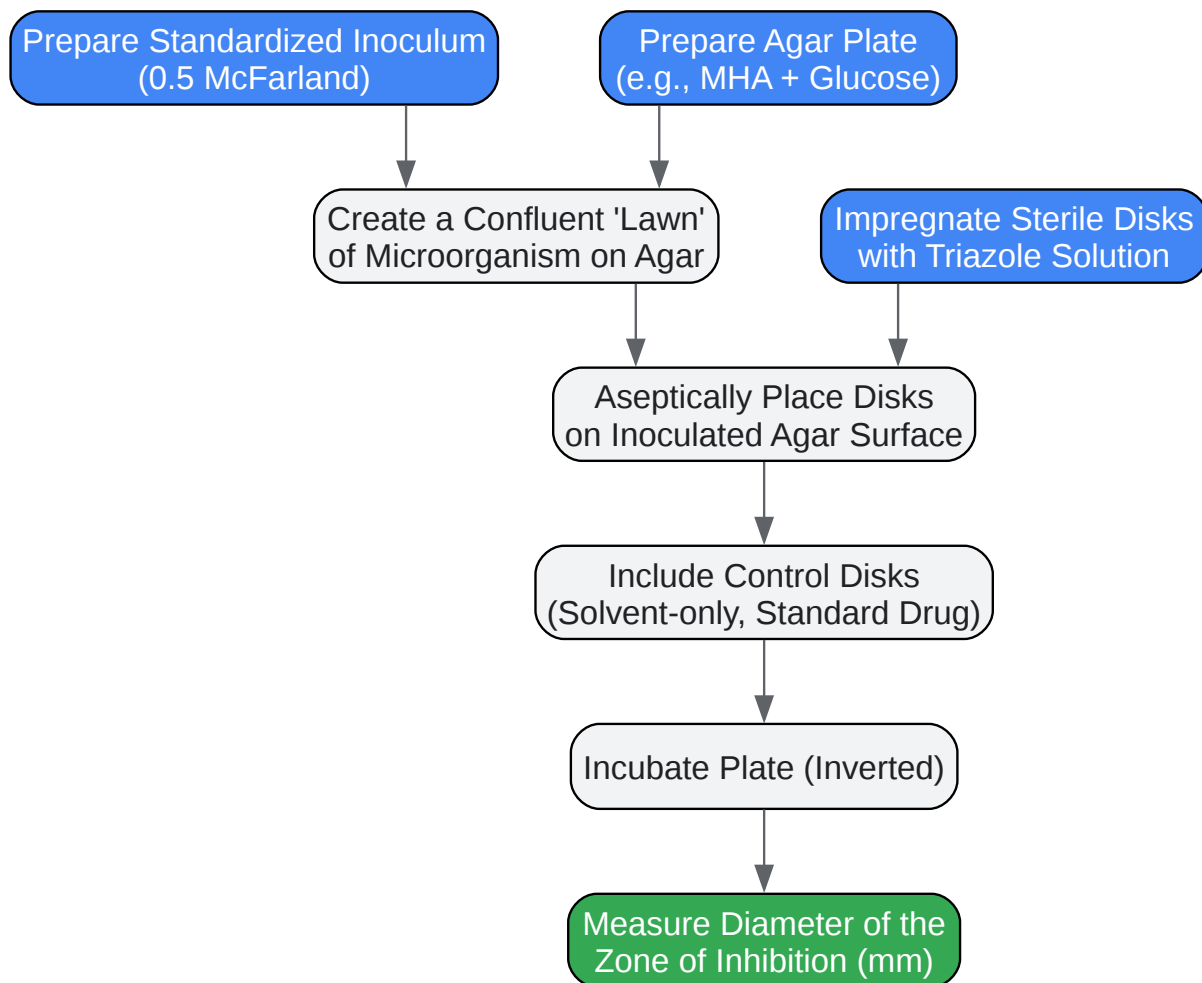 Prepare Standardized Inoculum
(0.5 McFarland)
Prepare Agar Plate
(e.g., MHA + Glucose)
Create a Confluent 'Lawn'
of Microorganism on Agar
Impregnate Sterile Disks
with Triazole Solution
Aseptically Place Disks
on Inoculated Agar Surface
Include Control Disks
(Solvent-only, Standard Drug)
Incubate Plate (Inverted)
Measure Diameter of the
Zone of Inhibition (mm)